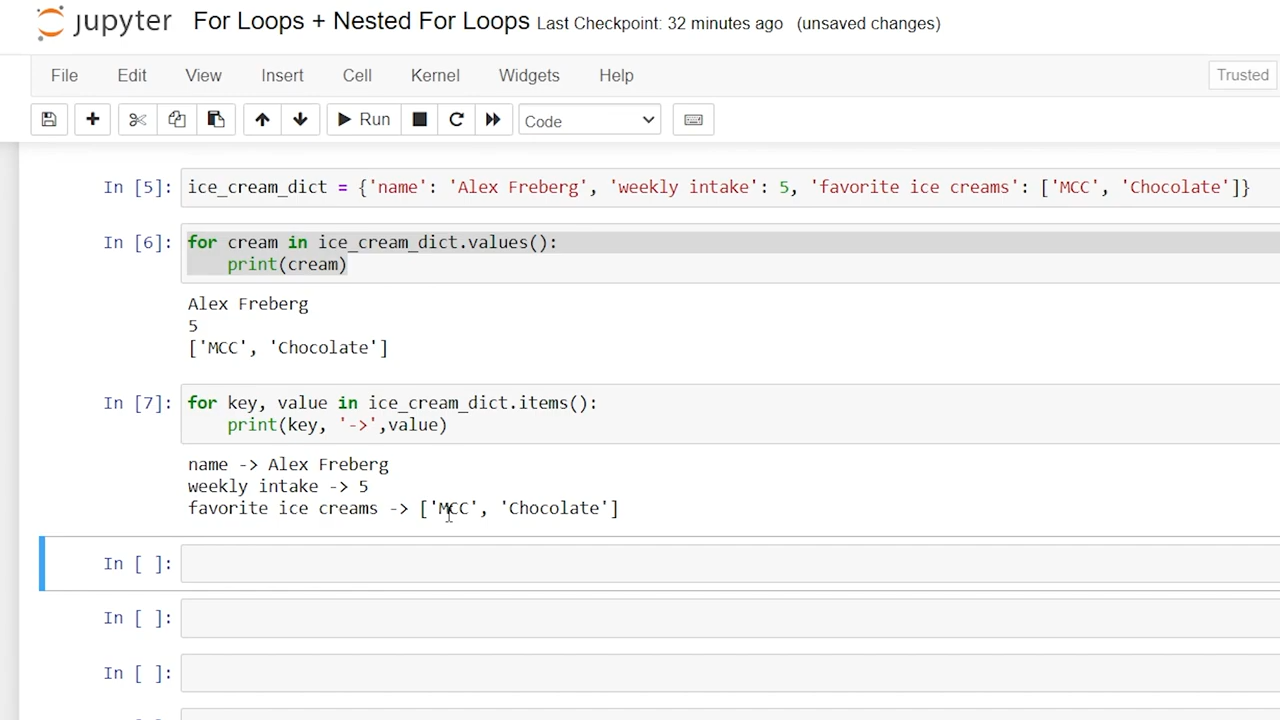 jupyter For Loops + Nested For Loops Last Checkpoint: 32 minutes ago (unsaved changes)
File Edit View Insert Cell Kernel Widgets Help Trusted
Run Code
In [5]: ice_cream_dict = {'name': 'Alex Freberg', 'weekly intake': 5, 'favorite ice creams': ['MCC', 'Chocolate']}
In [6]: for cream in ice_cream_dict.values():
print(cream)
Alex Freberg
5
['MCC', 'Chocolate']
In [7]: for key, value in ice_cream_dict.items():
print(key, '->',value)
name -> Alex Freberg
weekly intake -> 5
favorite ice creams -> ['MCC', 'Chocolate']
In [ ]:
In [ ]:
In [ ]: